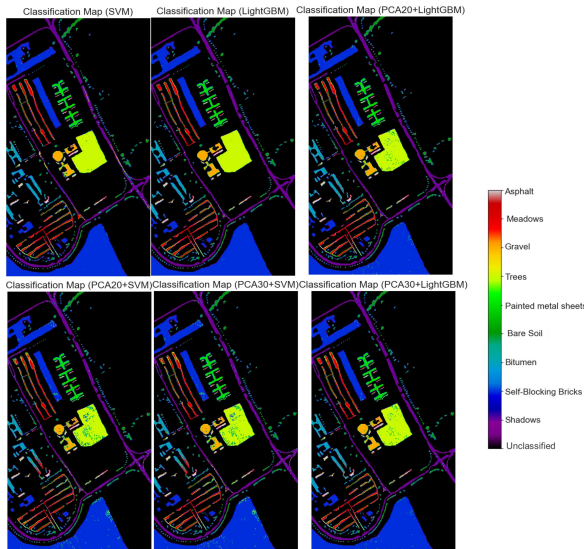 Classification Map (SVM)
Classification Map (LightGBM)
Classification Map (PCA20+LightGBM)
Classification Map (PCA20+SVM)
Classification Map (PCA30+SVM)
Classification Map (PCA30+LightGBM)
Asphalt
Meadows
Gravel
Trees
Painted metal sheets
Bare Soil
Bitumen
Self-Blocking Bricks
Shadows
Unclassified